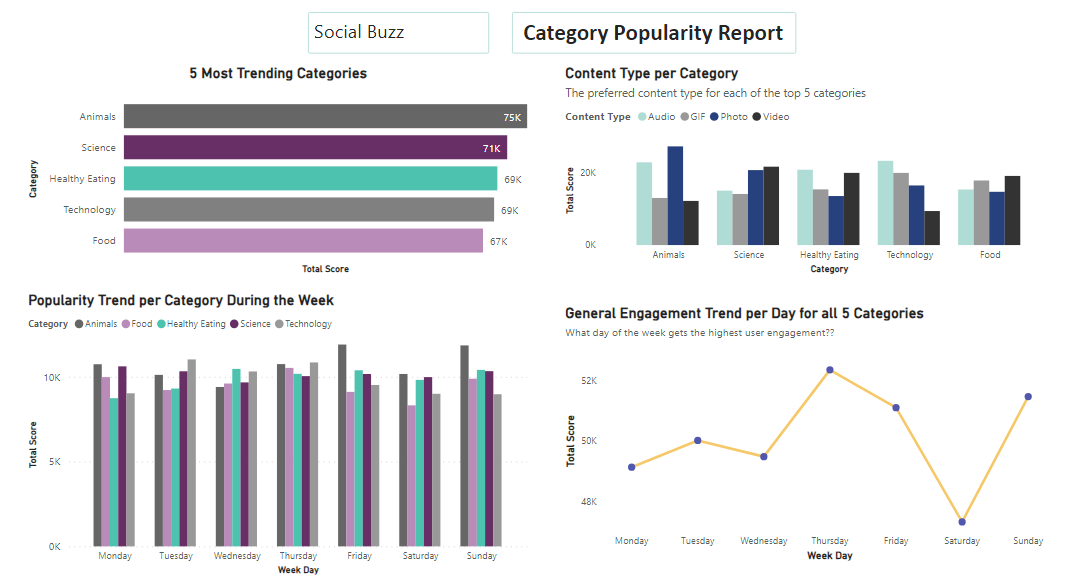 Social Buzz
Category Popularity Report
5 Most Trending Categories
Category
Animals
75K
Science
71K
Healthy Eating
69K
Technology
69K
Food
67K
Total Score
Content Type per Category
The preferred content type for each of the top 5 categories
Content Type Audio GIF Photo Video
Total Score
20K
0K
Animals Science Healthy Eating Technology Food
Category
Popularity Trend per Category During the Week
Category Animals Food Healthy Eating Science Technology
Total Score
10K
5K
0K
Monday Tuesday Wednesday Thursday Friday Saturday Sunday
Week Day
General Engagement Trend per Day for all 5 Categories
What day of the week gets the highest user engagement??
Total Score
52K
50K
48K
Monday Tuesday Wednesday Thursday Friday Saturday Sunday
Week Day